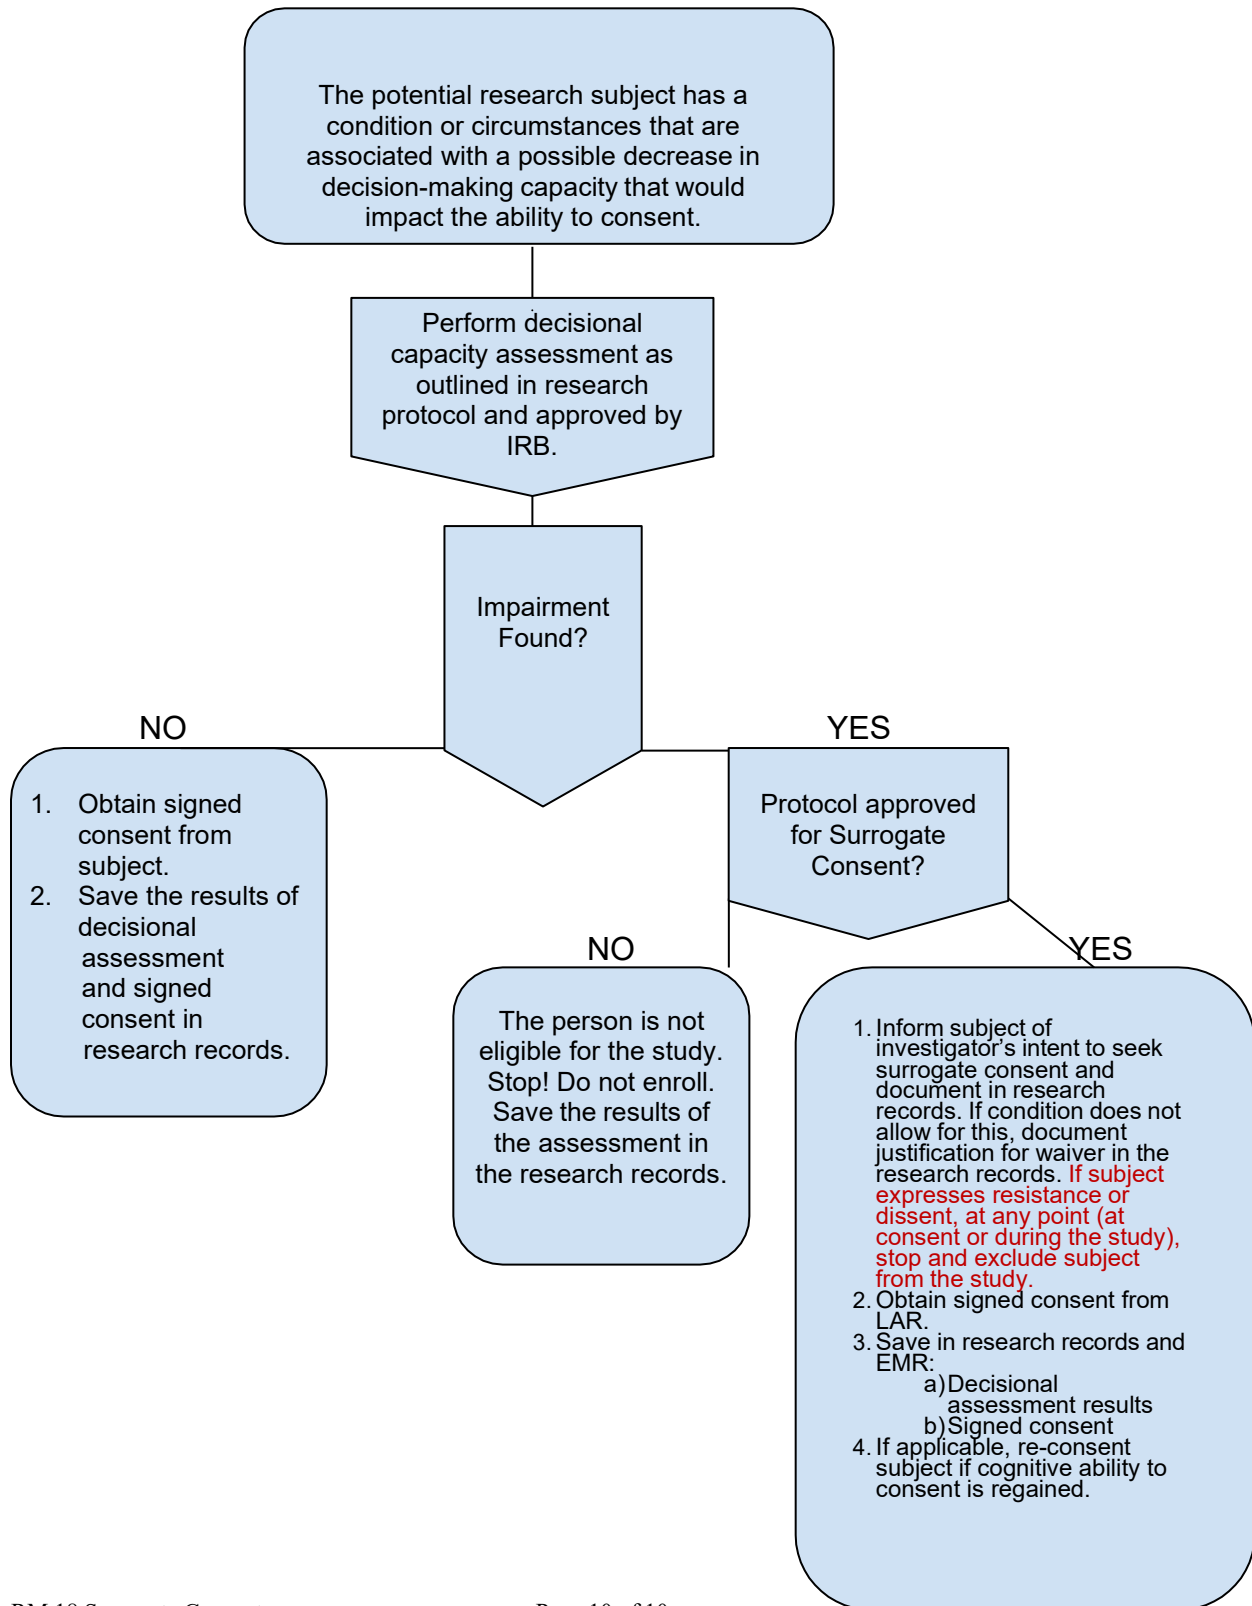 The potential research subject has a
condition or circumstances that are
associated with a possible decrease in
decision-making capacity that would
impact the ability to consent.
Perform decisional
capacity assessment as
outlined in research
protocol and approved by
IRB.
Impairment
Found?
NO
YES
1. Obtain signed
consent from
subject.
2. Save the results of
decisional
assessment
and signed
consent in
research records.
Protocol approved
for Surrogate
Consent?
NO
YES
The person is not
eligible for the study.
Stop! Do not enroll.
Save the results of
the assessment in
the research records.
1. Inform subject of
investigator’s intent to seek
surrogate consent and
document in research
records. If condition does not
allow for this, document
justification for waiver in the
research records. If subject
expresses resistance or
dissent, at any point (at
consent or during the study),
stop and exclude subject
from the study.
2. Obtain signed consent from
LAR.
3. Save in research records and
EMR:
a) Decisional
assessment results
b) Signed consent
4. If applicable, re-consent
subject if cognitive ability to
consent is regained.